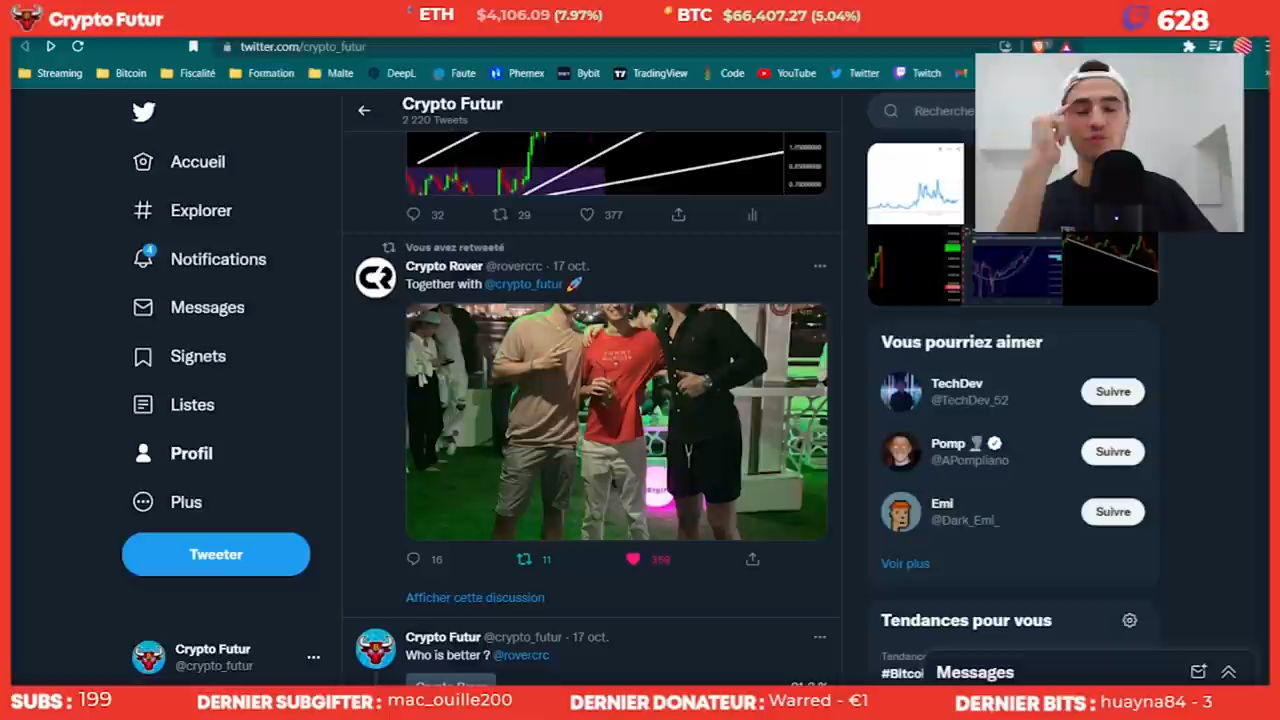 Crypto Futur
ETH $4,106.09 (7.97%)
BTC $66,407.27 (5.04%)
628
twitter.com/crypto_futur
Streaming
Bitcoin
Fiscalité
Formation
Malte
DeepL
Faute
Phemex
Bybit
TradingView
Code
YouTube
Twitter
Twitch
Crypto Futur
2 220 Tweets
Recherche
Accueil
Explorer
4
Notifications
Messages
Signets
Listes
Profil
Plus
Tweeter
Crypto Futur
@crypto_futur
32
29
377
Vous avez retweeté
Crypto Rover @rovercrc · 17 oct.
Together with @crypto_futur
TOMMY
16
11
359
Afficher cette discussion
Crypto Futur @crypto_futur · 17 oct.
Who is better ? @rovercrc
Vous pourriez aimer
TechDev
@TechDev_52
Suivre
Pomp
@APompliano
Suivre
Emi
@Dark_Emi_
Suivre
Voir plus
Tendances pour vous
#Bitcoi
Messages
SUBS : 199
DERNIER SUBGIFTER : mac_ouille200
DERNIER DONATEUR : Warred - €1
DERNIER BITS : huayna84 - 3